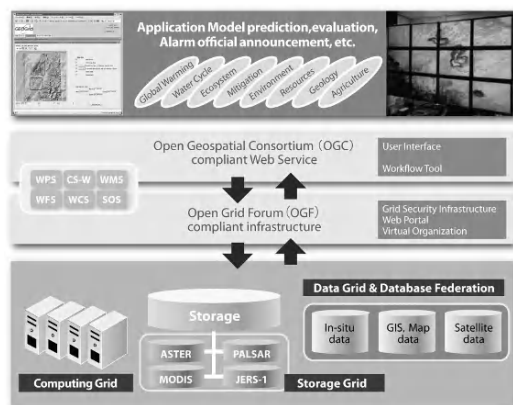 Application Model prediction,evaluation,
Alarm official announcement, etc.
Global Warming
Water Cycle
Ecosystem
Mitigation
Environment
Resources
Geology
Agriculture
Open Geospatial Consortium (OGC)
compliant Web Service
User Interface
Workflow Tool
WPS CS-W WMS
WFS WCS SOS
Open Grid Forum (OGF)
compliant infrastructure
Grid Security Infrastructure
Web Portal
Virtual Organization
Data Grid & Database Federation
In-situ
data
GIS, Map
data
Satellite
data
Storage
ASTER
PALSAR
MODIS
JERS-1
Computing Grid
Storage Grid